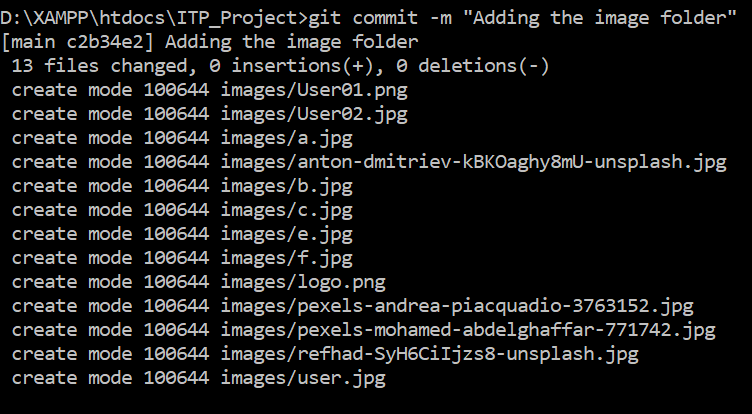 D:\XAMPP\htdocs\ITP_Project>git commit -m "Adding the image folder"
[main c2b34e2] Adding the image folder
13 files changed, 0 insertions(+), 0 deletions(-)
create mode 100644 images/User01.png
create mode 100644 images/User02.jpg
create mode 100644 images/a.jpg
create mode 100644 images/anton-dmitriev-kBKOaghy8mU-unsplash.jpg
create mode 100644 images/b.jpg
create mode 100644 images/c.jpg
create mode 100644 images/e.jpg
create mode 100644 images/f.jpg
create mode 100644 images/logo.png
create mode 100644 images/pexels-andrea-piacquadio-3763152.jpg
create mode 100644 images/pexels-mohamed-abdelghaffar-771742.jpg
create mode 100644 images/refhad-SyH6CiIjzs8-unsplash.jpg
create mode 100644 images/user.jpg